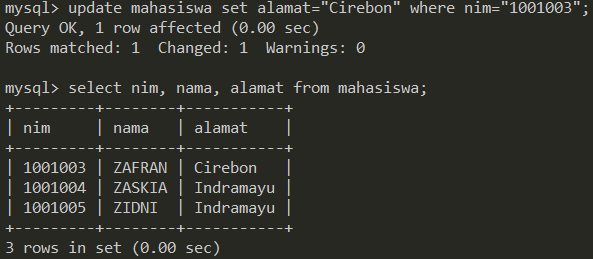 mysql> update mahasiswa set alamat="Cirebon" where nim="1001003";
Query OK, 1 row affected (0.00 sec)
Rows matched: 1  Changed: 1  Warnings: 0

mysql> select nim, nama, alamat from mahasiswa;
+---------+--------+-----------+
| nim     | nama   | alamat    |
+---------+--------+-----------+
| 1001003 | ZAFRAN | Cirebon   |
| 1001004 | ZASKIA | Indramayu |
| 1001005 | ZIDNI  | Indramayu |
+---------+--------+-----------+
3 rows in set (0.00 sec)